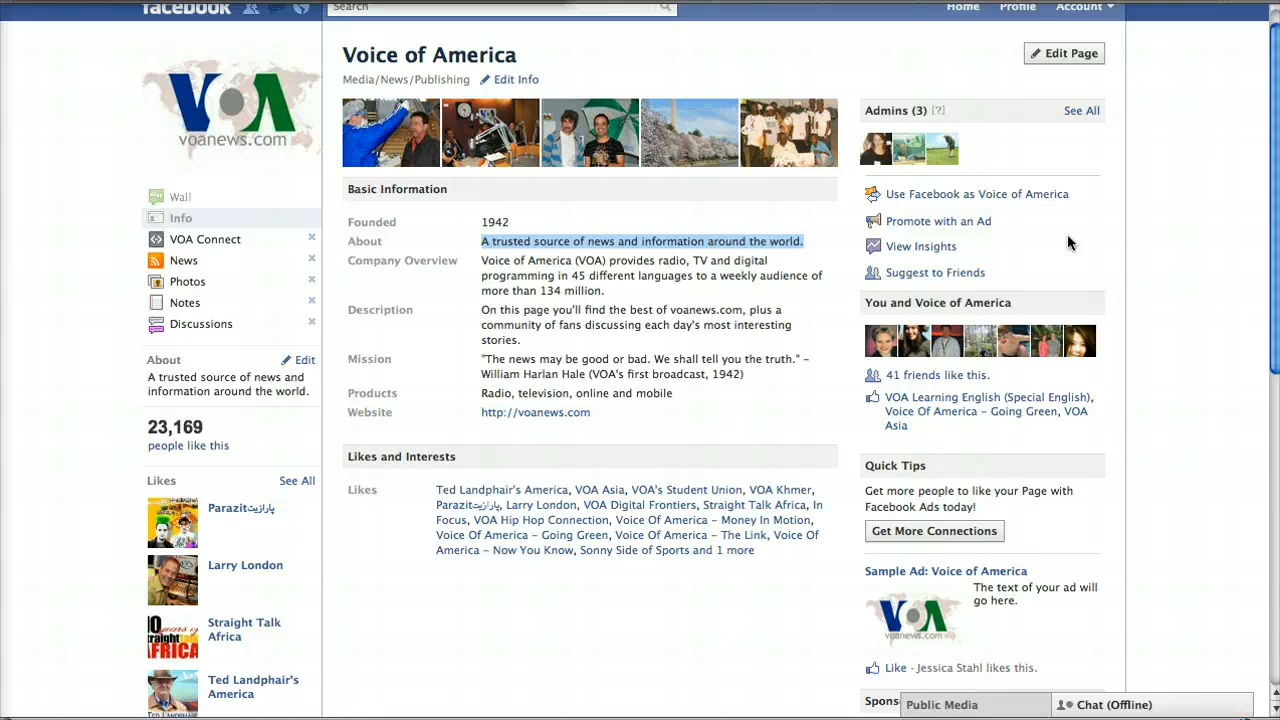 facebook
Search
Home Profile Account
VOA
voanews.com
Voice of America
Media/News/Publishing
Edit Info
Edit Page
Wall
Info
VOA Connect
News
Photos
Notes
Discussions
About
Edit
A trusted source of news and
information around the world.
23,169
people like this
Likes
See All
Parazitپارازیت
Larry London
Straight Talk
Africa
Ted Landphair's
America
Basic Information
Founded 1942
About A trusted source of news and information around the world.
Company Overview Voice of America (VOA) provides radio, TV and digital
programming in 45 different languages to a weekly audience of
more than 134 million.
Description On this page you'll find the best of voanews.com, plus a
community of fans discussing each day's most interesting
stories.
Mission "The news may be good or bad. We shall tell you the truth." –
William Harlan Hale (VOA's first broadcast, 1942)
Products Radio, television, online and mobile
Website http://voanews.com
Likes and Interests
Likes Ted Landphair's America, VOA Asia, VOA's Student Union, VOA Khmer,
Parazitپارازیت, Larry London, VOA Digital Frontiers, Straight Talk Africa, In
Focus, VOA Hip Hop Connection, Voice of America – Money In Motion,
Voice Of America – Going Green, Voice of America – The Link, Voice Of
America – Now You Know, Sonny Side of Sports and 1 more
Admins (3) [?]
See All
Use Facebook as Voice of America
Promote with an Ad
View Insights
Suggest to Friends
You and Voice of America
41 friends like this.
VOA Learning English (Special English),
Voice Of America – Going Green, VOA
Asia
Quick Tips
Get more people to like your Page with
Facebook Ads today!
Get More Connections
Sample Ad: Voice of America
The text of your ad will
go here.
VOA
voanews.com
Like · Jessica Stahl likes this.
Spons
Public Media
Chat (Offline)